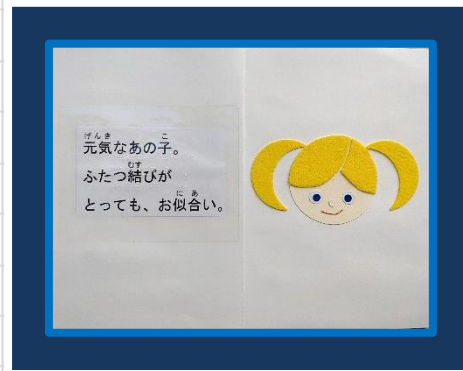 元気なあの子。
ふたつ結びが
とっても、お似合い。